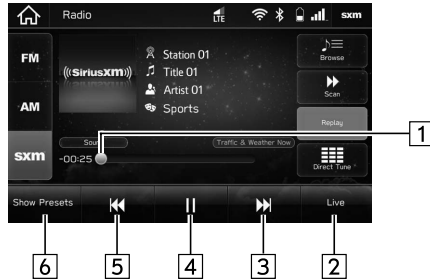 Radio
LTE
sxm
FM
AM
sxm
((SiriusXM))
Station 01
Title 01
Artist 01
Sports
Browse
Scan
Replay
Direct Tune
Traffic & Weather Now
-00:25
Show Presets
Live
1
6
5
4
3
2